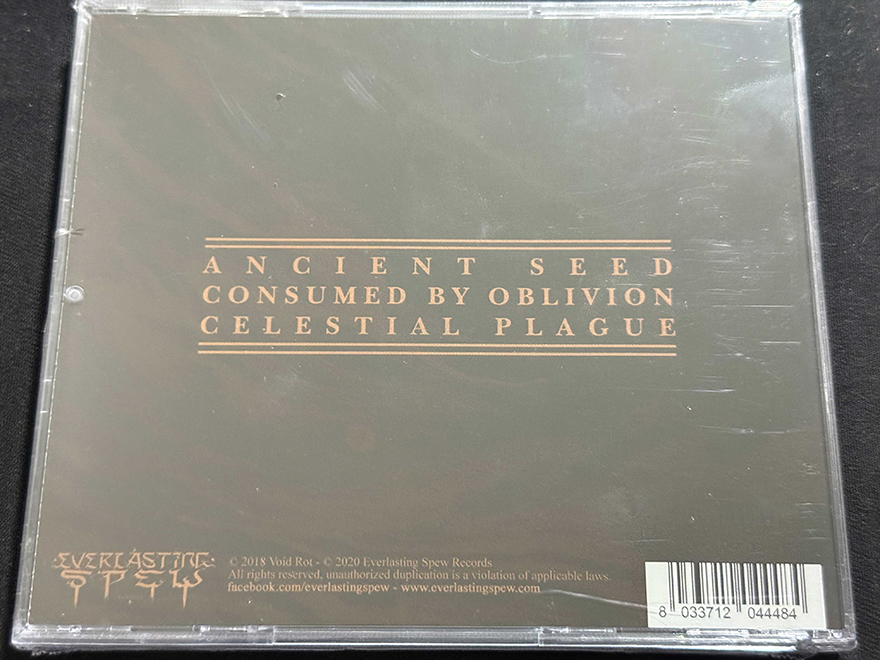 ANCIENT SEED
CONSUMED BY OBLIVION
CELESTIAL PLAGUE
EVERLASTING
SPEW
© 2018 Void Rot - © 2020 Everlasting Spew Records
All rights reserved, unauthorized duplication is a violation of applicable laws.
facebook.com/everlastingspew - www.everlastingspew.com
8 033712 044484